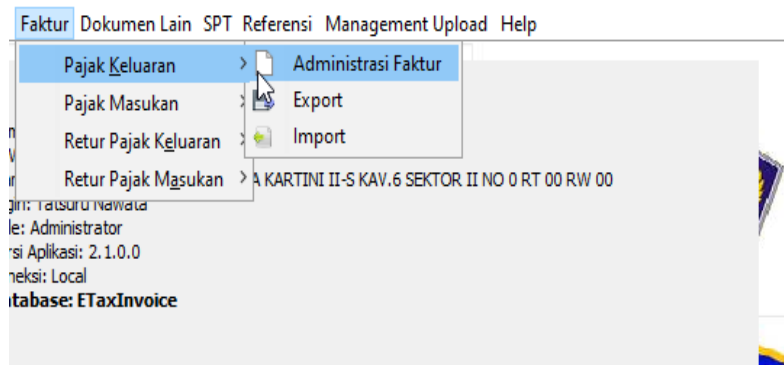 Faktur Dokumen Lain SPT Referensi Management Upload Help
Pajak Keluaran
Administrasi Faktur
Pajak Masukan
Export
Retur Pajak Keluaran
Import
Retur Pajak Masukan
A KARTINI II-S KAV.6 SEKTOR II NO 0 RT 00 RW 00
gin: Tatsuru Nawata
le: Administrator
rsi Aplikasi: 2.1.0.0
neksi: Local
tabase: ETaxInvoice